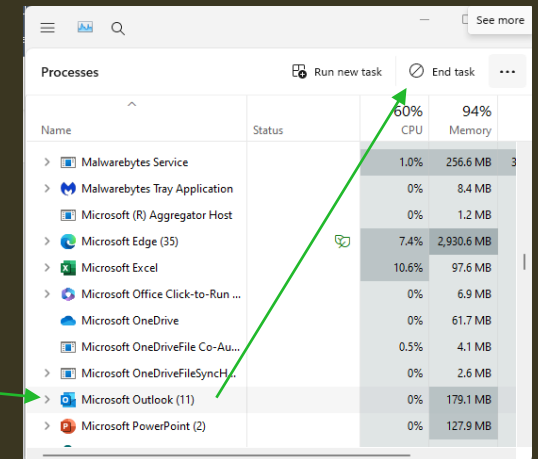 See more
Processes
Run new task
End task
60% 94%
Name Status CPU Memory
Malwarebytes Service 1.0% 256.6 MB 3
Malwarebytes Tray Application 0% 8.4 MB
Microsoft (R) Aggregator Host 0% 1.2 MB
Microsoft Edge (35) 7.4% 2,930.6 MB
Microsoft Excel 10.6% 97.6 MB
Microsoft Office Click-to-Run ... 0% 6.9 MB
Microsoft OneDrive 0% 61.7 MB
Microsoft OneDriveFile Co-Au... 0.5% 4.1 MB
Microsoft OneDriveFileSyncH... 0% 2.6 MB
Microsoft Outlook (11) 0% 179.1 MB
Microsoft PowerPoint (2) 0% 127.9 MB